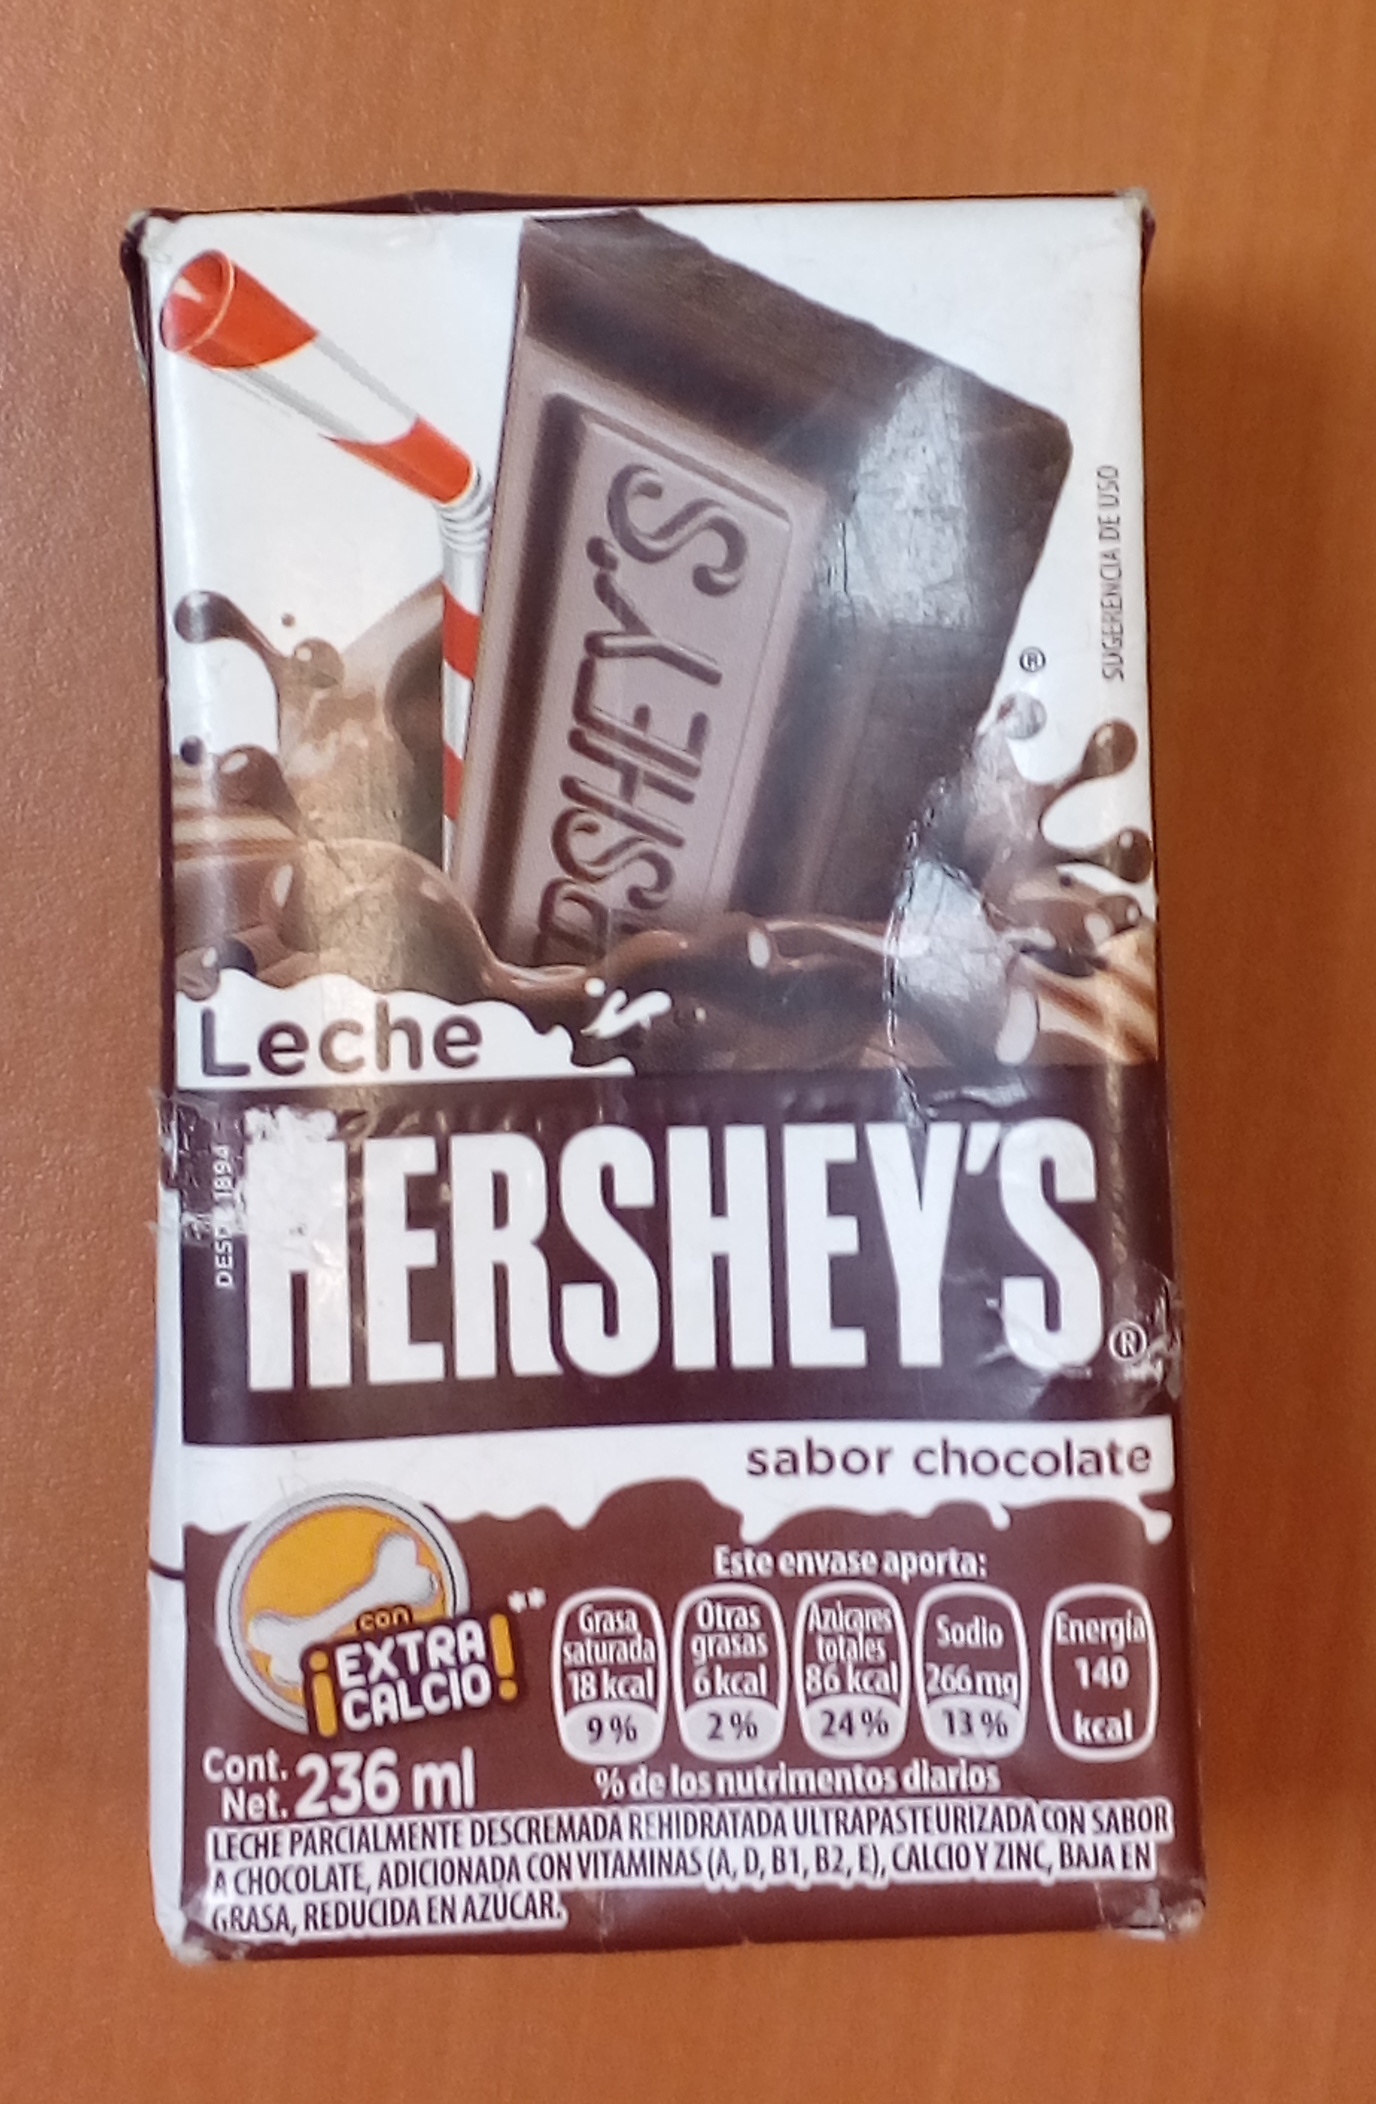 HERSHEY'S
®
SUGERENCIA DE USO
Leche
DESDE 1894
HERSHEY'S®
sabor chocolate
con
¡EXTRA
CALCIO!**
Este envase aporta:
Grasa saturada 18 kcal 9%
Otras grasas 6 kcal 2%
Azúcares totales 86 kcal 24%
Sodio 266 mg 13%
Energía 140 kcal
% de los nutrimentos diarios
Cont. Net. 236 ml
LECHE PARCIALMENTE DESCREMADA REHIDRATADA ULTRAPASTEURIZADA CON SABOR
A CHOCOLATE, ADICIONADA CON VITAMINAS (A, D, B1, B2, E), CALCIO Y ZINC, BAJA EN
GRASA, REDUCIDA EN AZÚCAR.